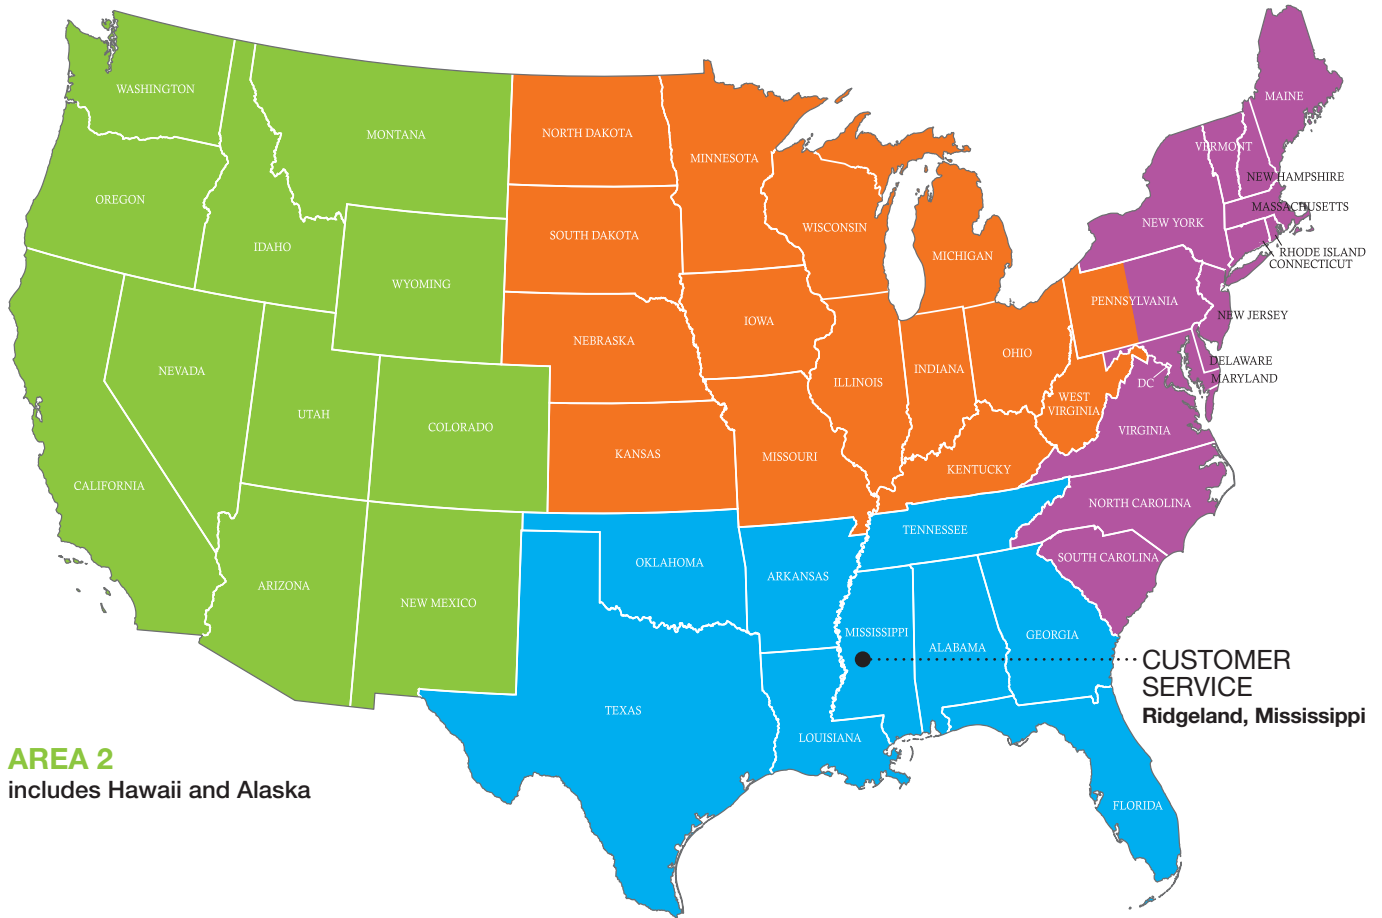 WASHINGTON
MONTANA
NORTH DAKOTA
MINNESOTA
MAINE
VERMONT
NEW HAMPSHIRE
OREGON
IDAHO
SOUTH DAKOTA
WISCONSIN
MICHIGAN
NEW YORK
MASSACHUSETTS
RHODE ISLAND
CONNECTICUT
WYOMING
NEBRASKA
IOWA
PENNSYLVANIA
NEW JERSEY
NEVADA
UTAH
COLORADO
KANSAS
MISSOURI
ILLINOIS
INDIANA
OHIO
WEST
VIRGINIA
DC
DELAWARE
MARYLAND
VIRGINIA
KENTUCKY
CALIFORNIA
ARIZONA
NEW MEXICO
OKLAHOMA
ARKANSAS
TENNESSEE
NORTH CAROLINA
SOUTH CAROLINA
TEXAS
LOUISIANA
MISSISSIPPI
ALABAMA
GEORGIA
FLORIDA
CUSTOMER
SERVICE
Ridgeland, Mississippi
AREA 2
includes Hawaii and Alaska